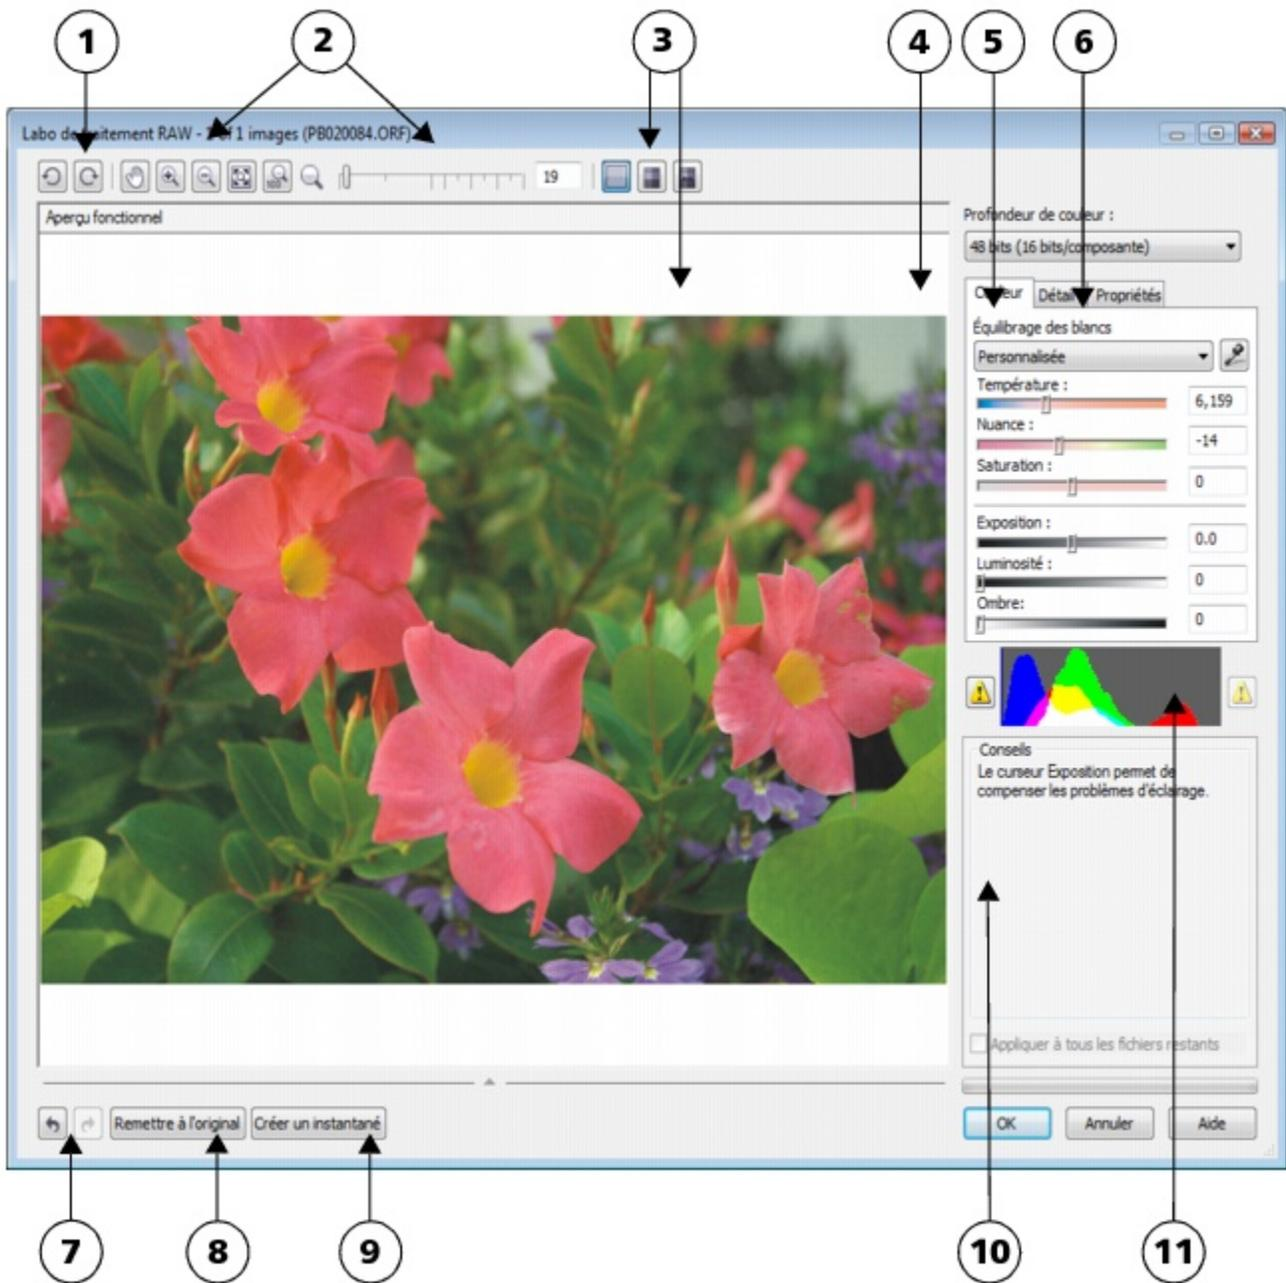 1 2 3 4 5 6
Labo de traitement RAW - 1 of 1 images (PB020084.ORF)
100 19
Aperçu fonctionnel
Profondeur de couleur :
48 bits (16 bits/composante)
Couleur Détail Propriétés
Équilibrage des blancs
Personnalisée
Température :
6,159
Nuance :
-14
Saturation :
0
Exposition :
0.0
Luminosité :
0
Ombre:
0
Conseils
Le curseur Exposition permet de
compenser les problèmes d'éclairage.
Appliquer à tous les fichiers restants
Remettre à l'original Créer un instantané OK Annuler Aide
7 8 9 10 11